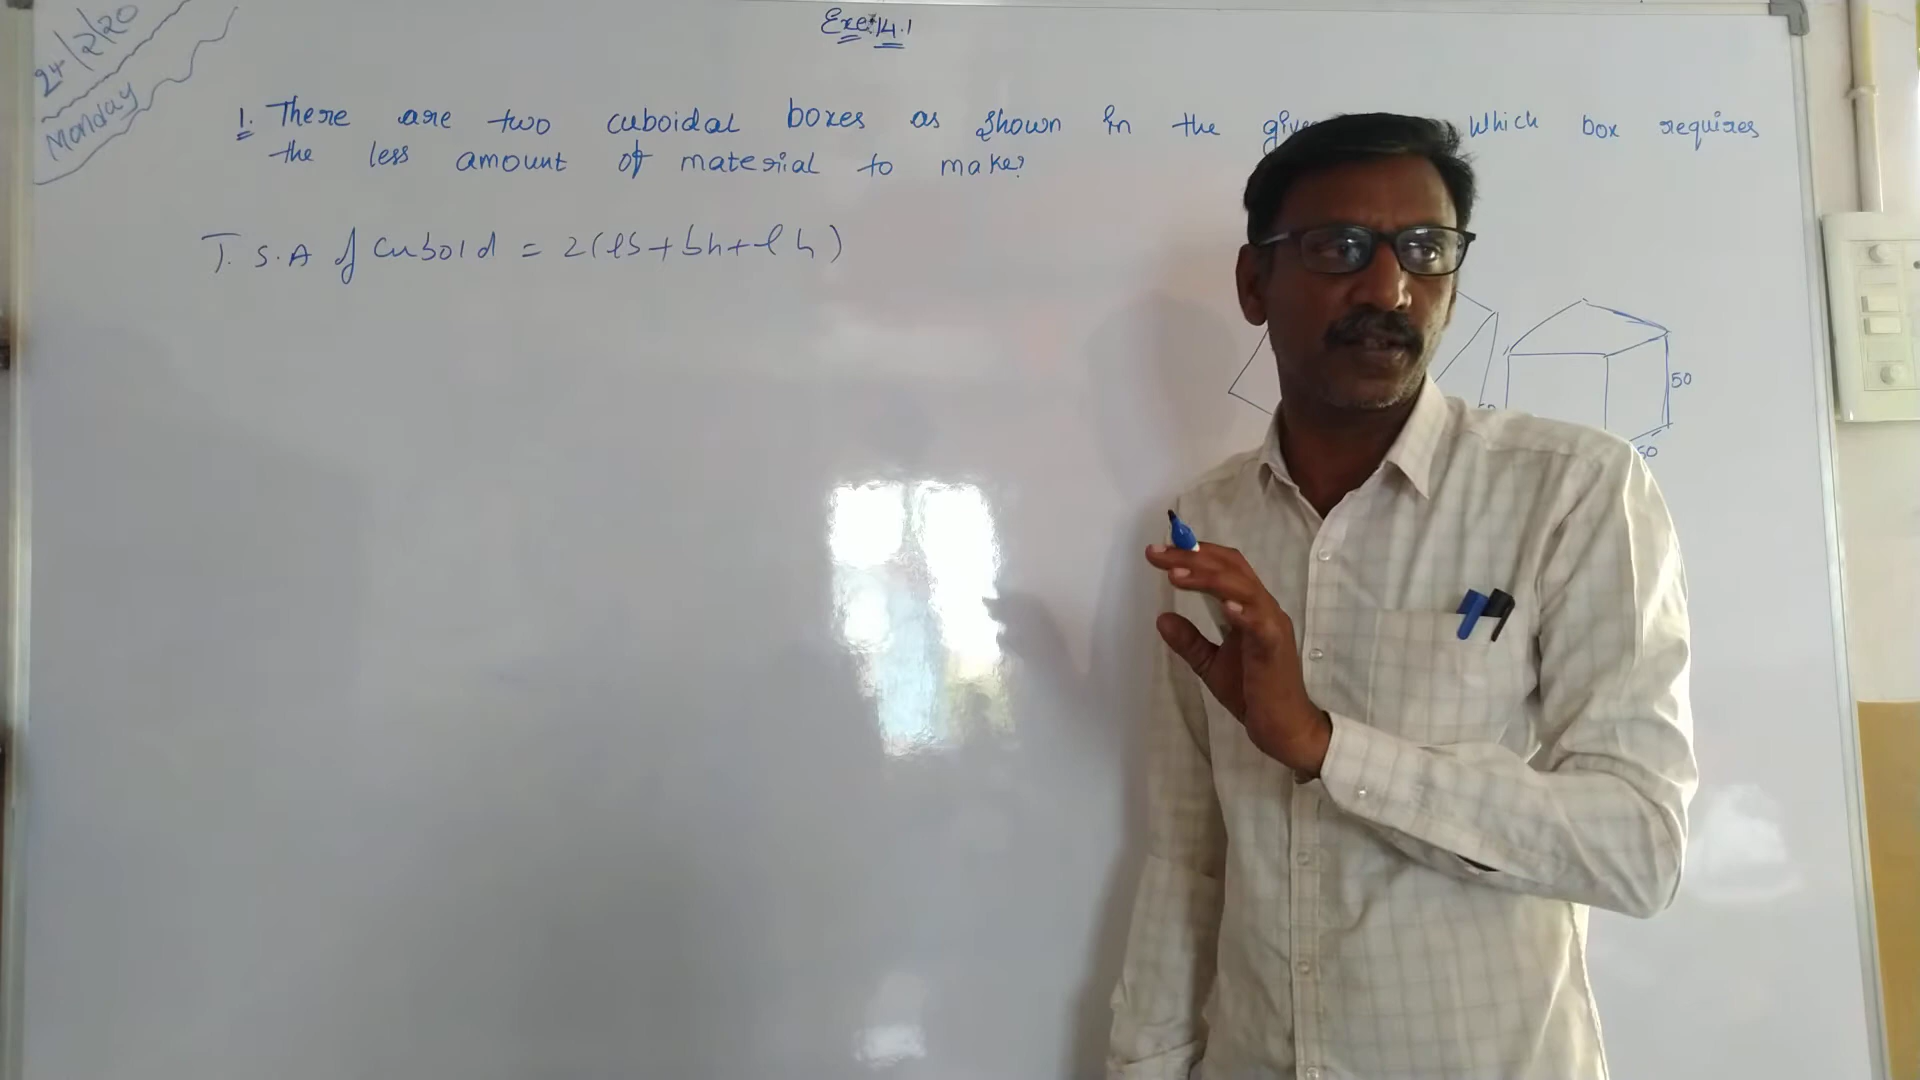 24/2/20
Monday
Exe:14.1
1. There are two cuboidal boxes as shown in the Which box requires
the less amount of material to make?
T.S.A of cuboid = 2(lb+bh+lh)
50
50